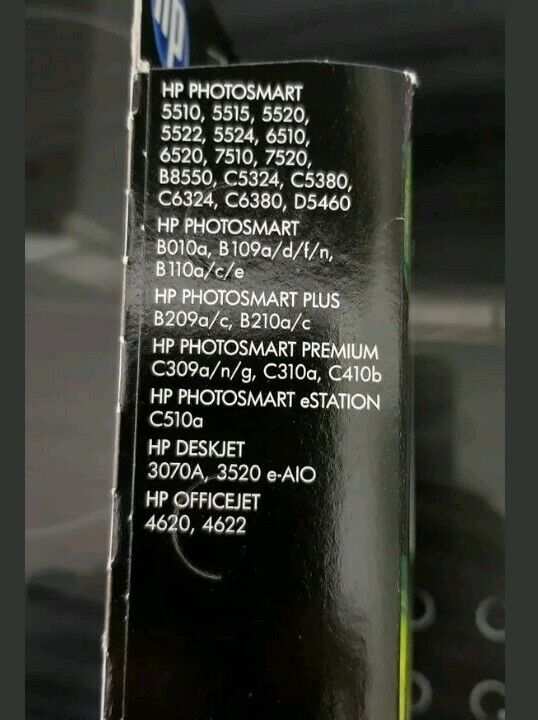 hp
HP PHOTOSMART
5510, 5515, 5520,
5522, 5524, 6510,
6520, 7510, 7520,
B8550, C5324, C5380,
C6324, C6380, D5460
HP PHOTOSMART
B010a, B109a/d/f/n,
B110a/c/e
HP PHOTOSMART PLUS
B209a/c, B210a/c
HP PHOTOSMART PREMIUM
C309a/n/g, C310a, C410b
HP PHOTOSMART eSTATION
C510a
HP DESKJET
3070A, 3520 e-AIO
HP OFFICEJET
4620, 4622